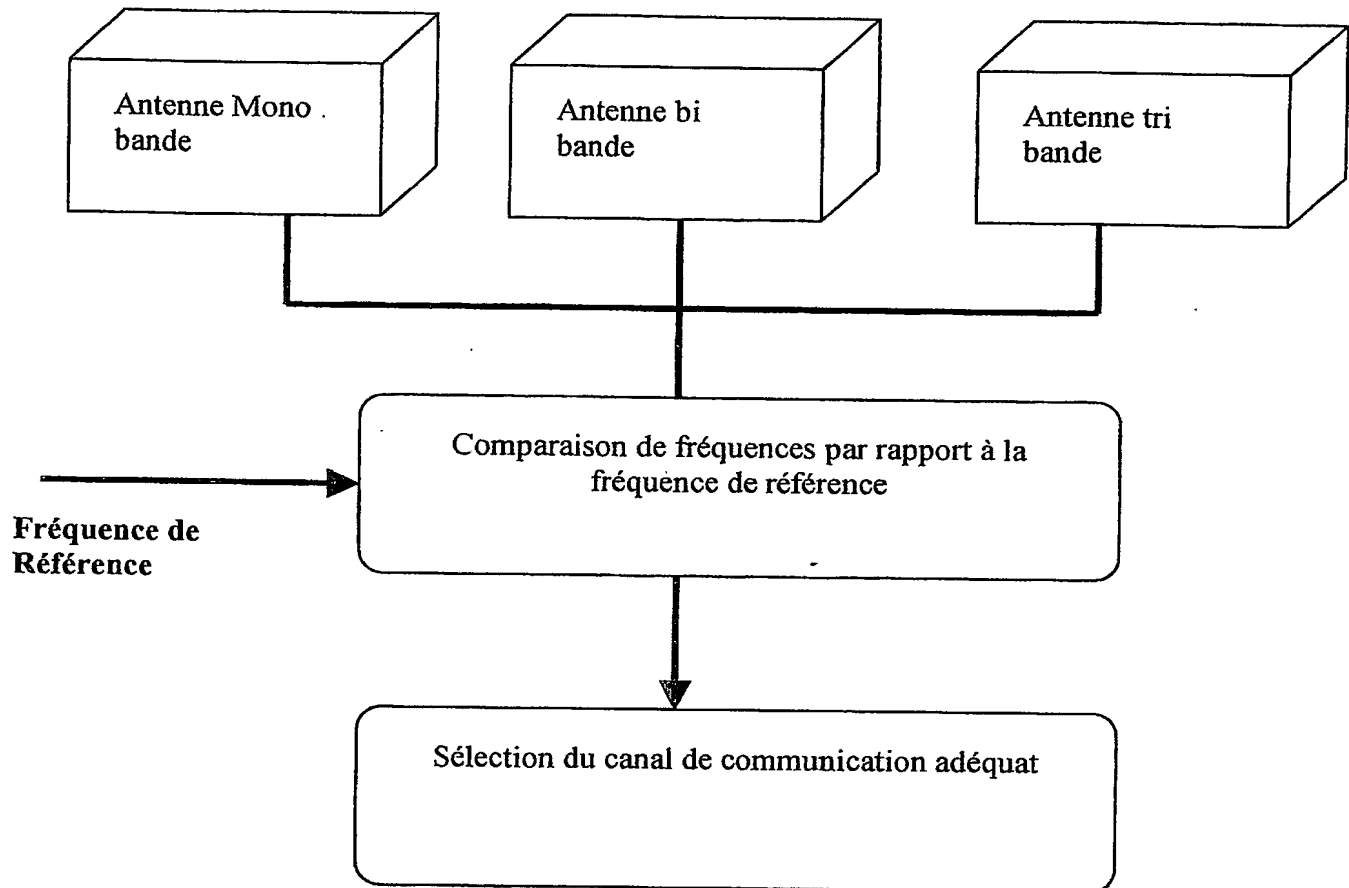 Antenne Mono
bande
Antenne bi
bande
Antenne tri
bande
Comparaison de fréquences par rapport à la
fréquence de référence
Fréquence de
Référence
Sélection du canal de communication adéquat